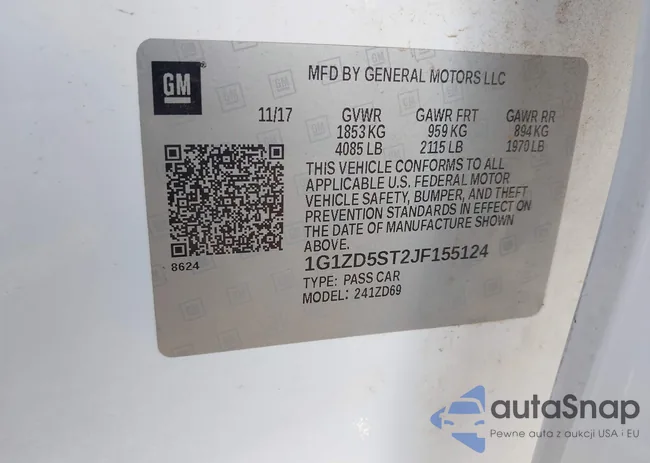 GM
MFD BY GENERAL MOTORS LLC
11/17 GVWR GAWR FRT GAWR RR
1853 KG 959 KG 894 KG
4085 LB 2115 LB 1970 LB
THIS VEHICLE CONFORMS TO ALL
APPLICABLE U.S. FEDERAL MOTOR
VEHICLE SAFETY, BUMPER, AND THEFT
PREVENTION STANDARDS IN EFFECT ON
THE DATE OF MANUFACTURE SHOWN
ABOVE.
8624
1G1ZD5ST2JF155124
TYPE: PASS CAR
MODEL: 241ZD69
autoSnap
Pewne auta z aukcji USA i EU